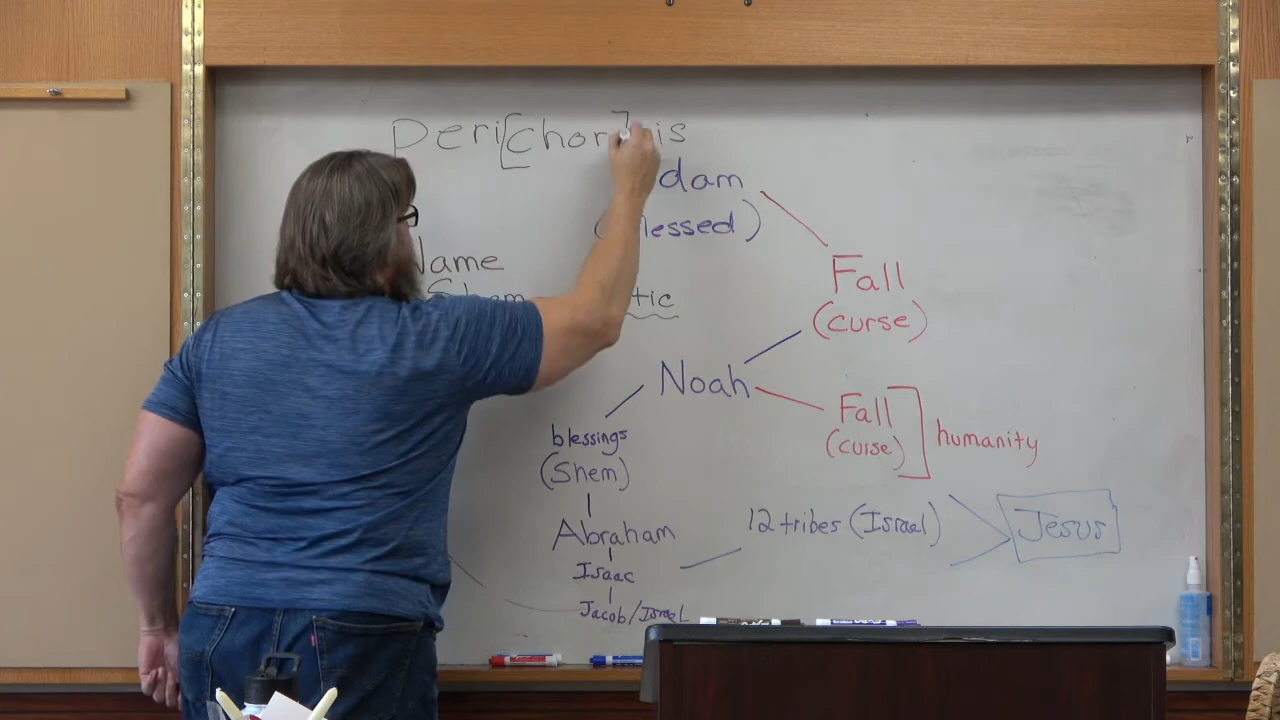 Peri[chor]
dam
lessed)
Fall
(curse)
Name
Shem
tic
Noah
Fall
(curse)
] humanity
blessings
(Shem)
Abraham
12 tribes (Israel)
Jesus
Isaac
Jacob/Israel